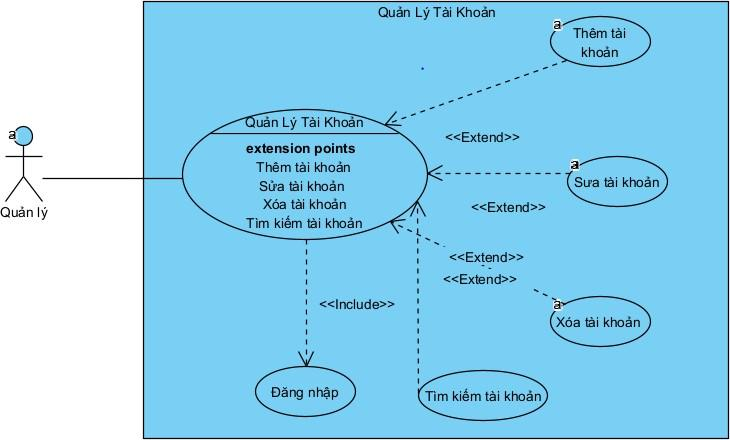 Quản Lý Tài Khoản
a
Thêm tài
khoản
Quản Lý Tài Khoản
extension points
Thêm tài khoản
Sửa tài khoản
Xóa tài khoản
Tìm kiếm tài khoản
<<Extend>>
a
Sưa tài khoản
<<Extend>>
a
Quản lý
<<Extend>>
<<Extend>>
<<Include>>
a
Xóa tài khoản
Đăng nhập
Tìm kiếm tài khoản